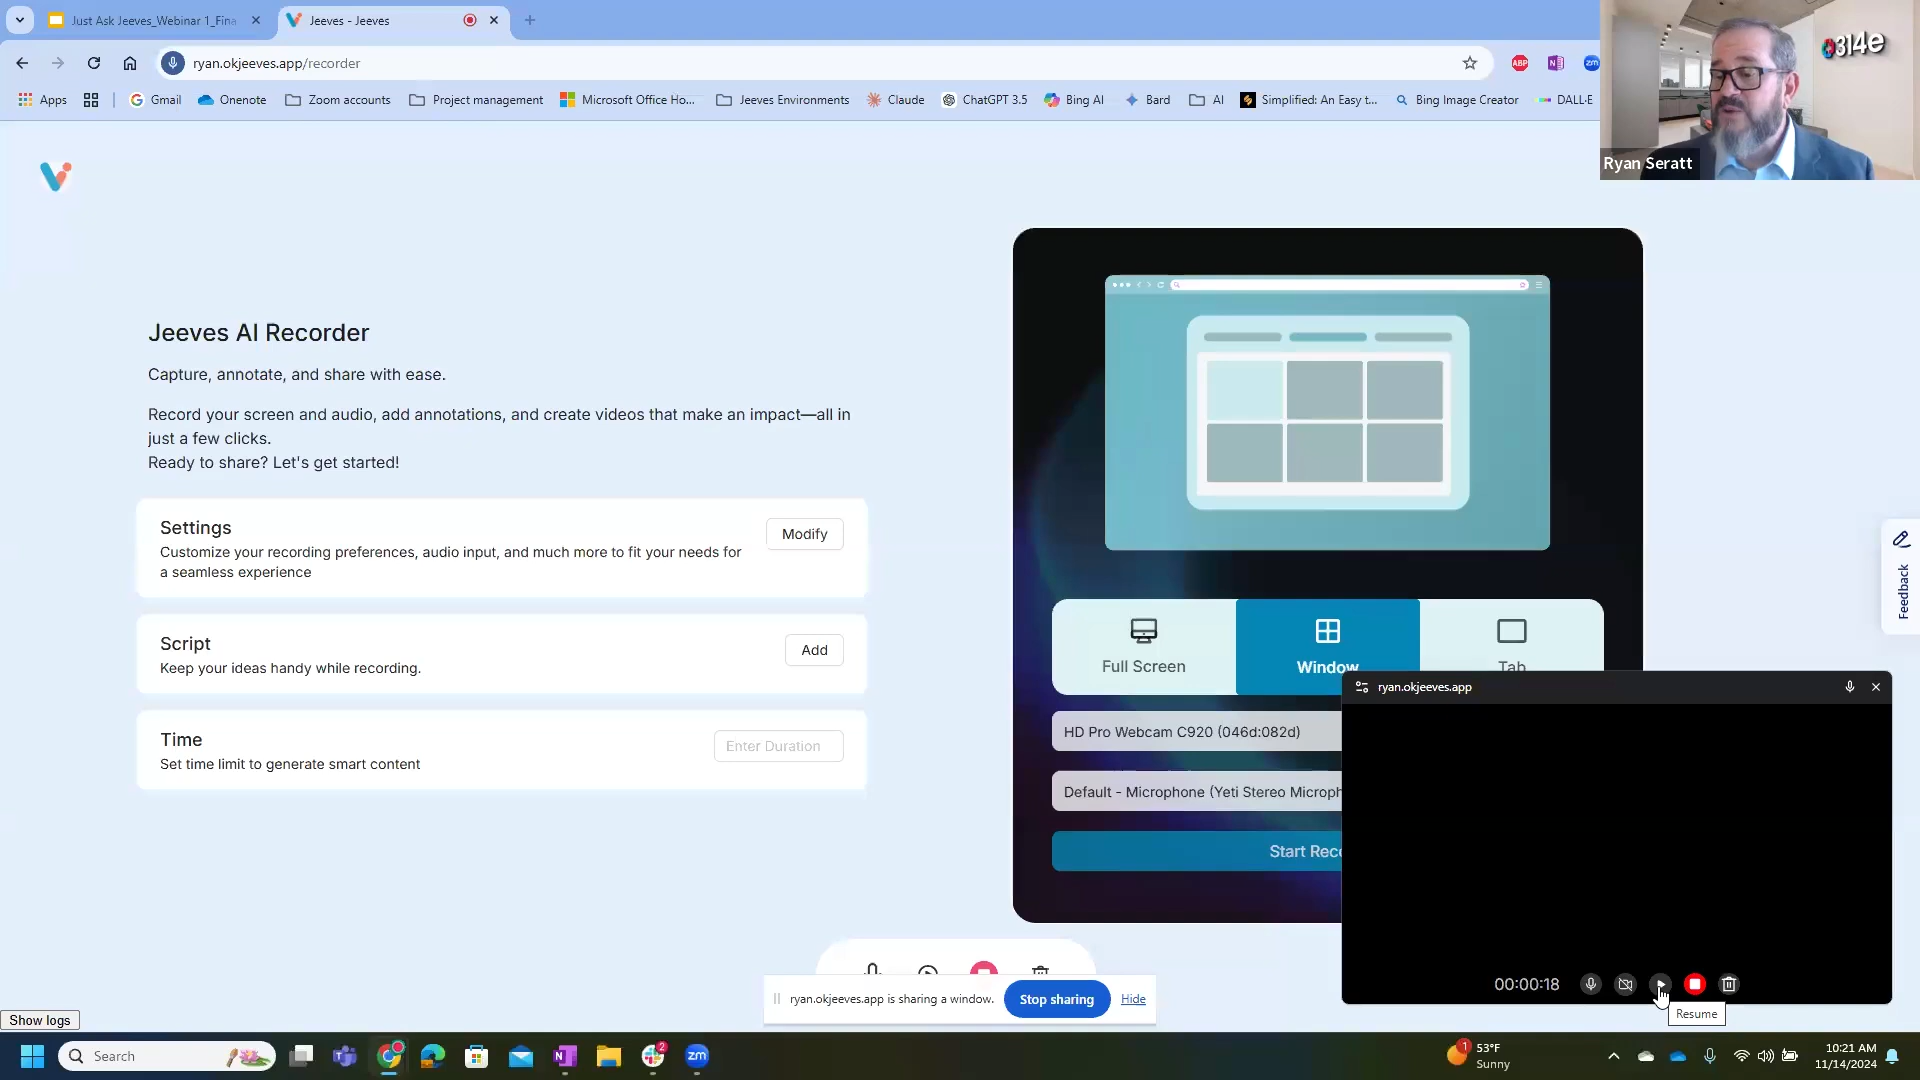 Just Ask Jeeves_Webinar 1_Fina
Jeeves - Jeeves
ryan.okjeeves.app/recorder
ABP
N
zm
Apps
Gmail
Onenote
Zoom accounts
Project management
Microsoft Office Ho...
Jeeves Environments
Claude
ChatGPT 3.5
Bing AI
Bard
AI
Simplified: An Easy t...
Bing Image Creator
DALL·E
314e
Ryan Seratt
Jeeves AI Recorder
Capture, annotate, and share with ease.
Record your screen and audio, add annotations, and create videos that make an impact—all in
just a few clicks.
Ready to share? Let's get started!
Settings
Modify
Customize your recording preferences, audio input, and much more to fit your needs for
a seamless experience
Script
Add
Keep your ideas handy while recording.
Time
Enter Duration
Set time limit to generate smart content
Full Screen
Window
Tab
HD Pro Webcam C920 (046d:082d)
Default - Microphone (Yeti Stereo Microph
Start Reco
Feedback
ryan.okjeeves.app
00:00:18
Resume
ryan.okjeeves.app is sharing a window.
Stop sharing
Hide
Show logs
Search
2
zm
1
53°F
Sunny
10:21 AM
11/14/2024